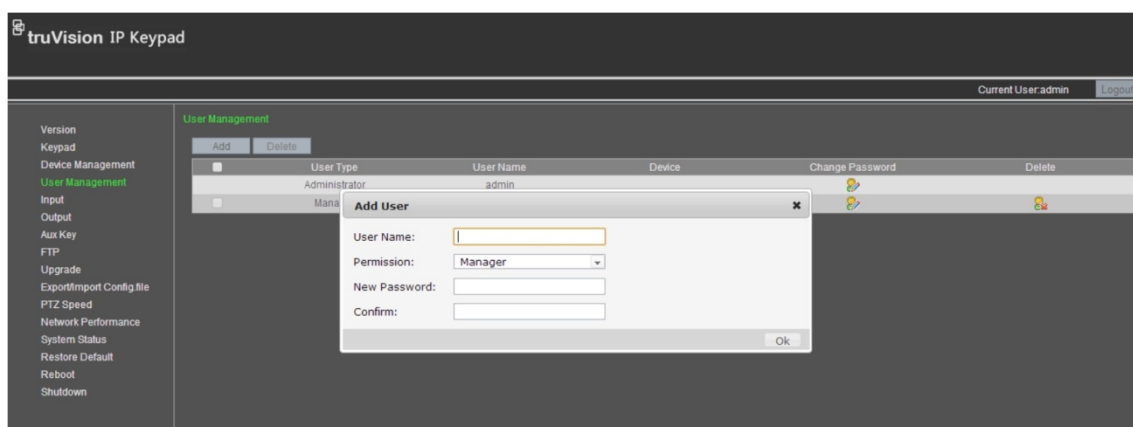 truVision IP Keypad
Current User:admin Logout
Version
Keypad
Device Management
User Management
Input
Output
Aux Key
FTP
Upgrade
Export/Import Config.file
PTZ Speed
Network Performance
System Status
Restore Default
Reboot
Shutdown
User Management
Add Delete
User Type User Name Device Change Password Delete
Administrator admin
Mana
Add User
User Name:
Permission: Manager
New Password:
Confirm:
Ok